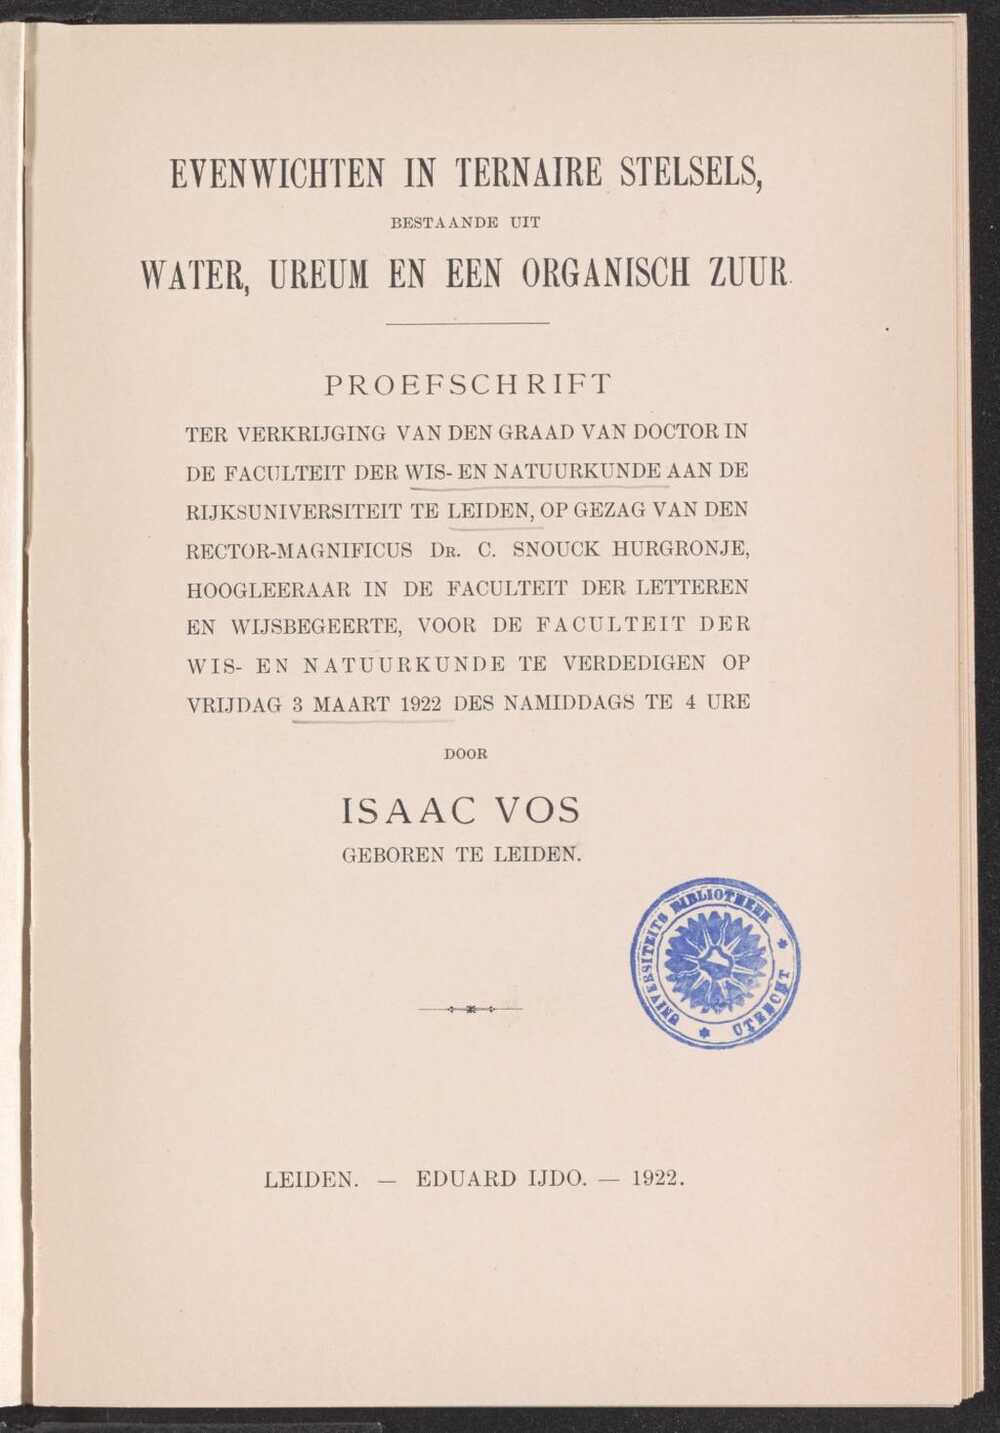 EVENWICHTEN IN TERNAIRE STELSELS,
BESTAANDE UIT
WATER, UREUM EN EEN ORGANISCH ZUUR.
PROEFSCHRIFT
TER VERKRIJGING VAN DEN GRAAD VAN DOCTOR IN
DE FACULTEIT DER WIS- EN NATUURKUNDE AAN DE
RIJKSUNIVERSITEIT TE LEIDEN, OP GEZAG VAN DEN
RECTOR-MAGNIFICUS DR. C. SNOUCK HURGRONJE,
HOOGLEERAAR IN DE FACULTEIT DER LETTEREN
EN WIJSBEGEERTE, VOOR DE FACULTEIT DER
WIS- EN NATUURKUNDE TE VERDEDIGEN OP
VRIJDAG 3 MAART 1922 DES NAMIDDAGS TE 4 URE
DOOR
ISAAC VOS
GEBOREN TE LEIDEN.
UNIVERSITEITS BIBLIOTHEEK * UTRECHT *
LEIDEN. — EDUARD IJDO. — 1922.